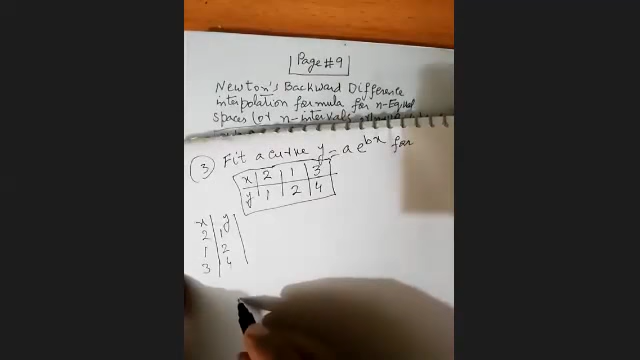 Page #9
Newton's Backward Difference
interpolation formula for n-Equal
spaces (or n-intervals
3 Fit a curve y = a e^bx for
x 2 1 3
y 1 2 4
x y
2 1
1 2
3 4